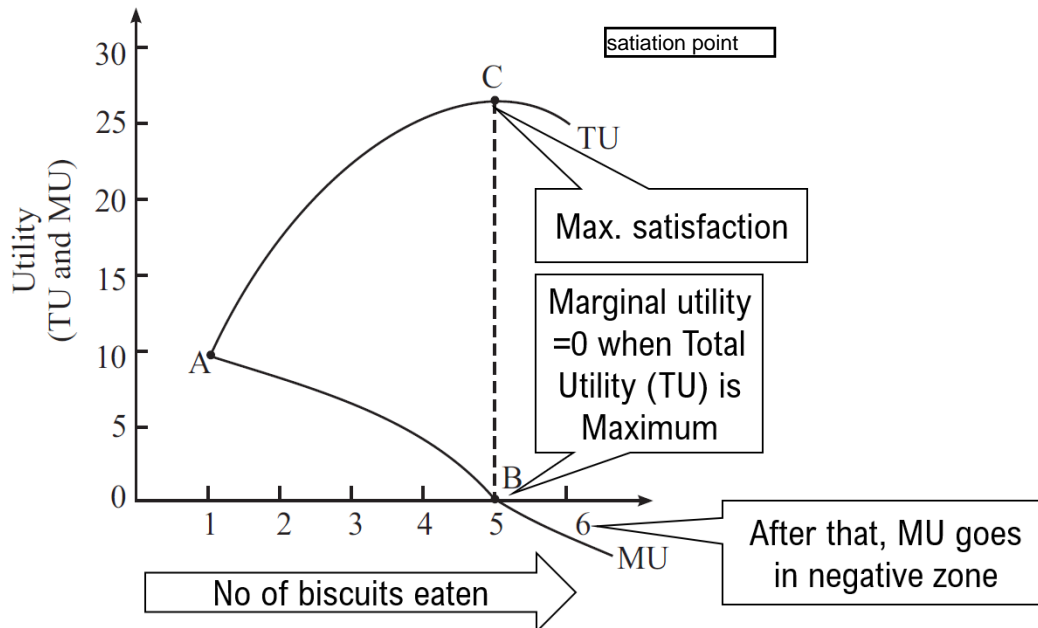 satiation point
30
25
20
15
10
5
0
Utility
(TU and MU)
C
TU
A
Max. satisfaction
Marginal utility
=0 when Total
Utility (TU) is
Maximum
B
1 2 3 4 5 6
MU
After that, MU goes
in negative zone
No of biscuits eaten